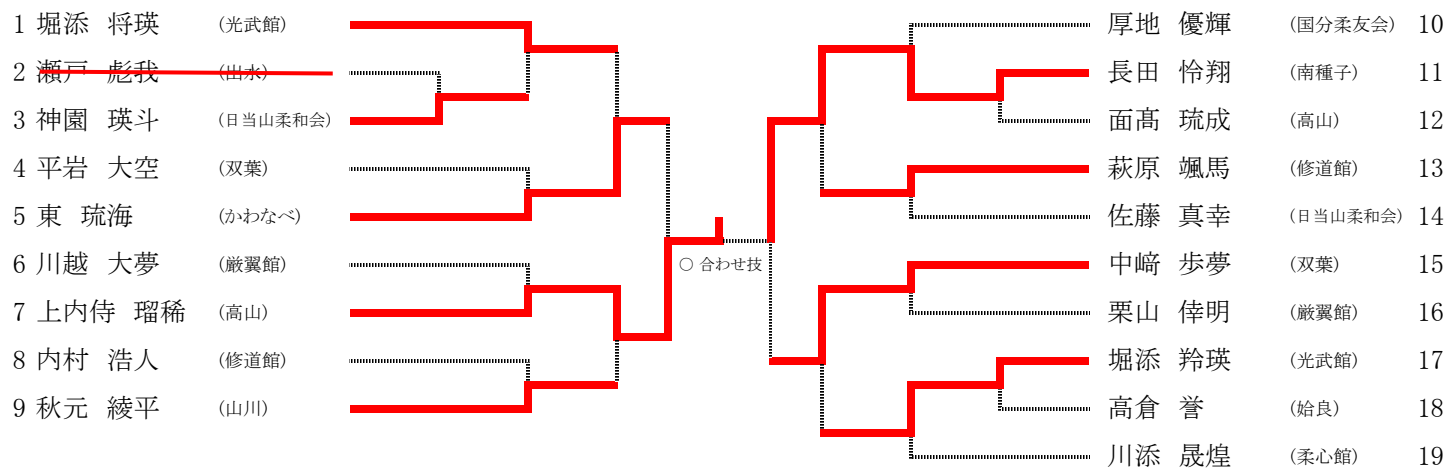 1 堀添 将瑛 (光武館)
2 瀬戸 彪我 (出水)
3 神園 瑛斗 (日当山柔和会)
4 平岩 大空 (双葉)
5 東 琉海 (かわなべ)
6 川越 大夢 (厳翼館)
7 上内侍 瑠稀 (高山)
8 内村 浩人 (修道館)
9 秋元 綾平 (山川)
○ 合わせ技
厚地 優輝 (国分柔友会) 10
長田 怜翔 (南種子) 11
面髙 琉成 (高山) 12
萩原 颯馬 (修道館) 13
佐藤 真幸 (日当山柔和会) 14
中﨑 歩夢 (双葉) 15
栗山 倖明 (厳翼館) 16
堀添 羚瑛 (光武館) 17
高倉 誉 (姶良) 18
川添 晟煌 (柔心館) 19